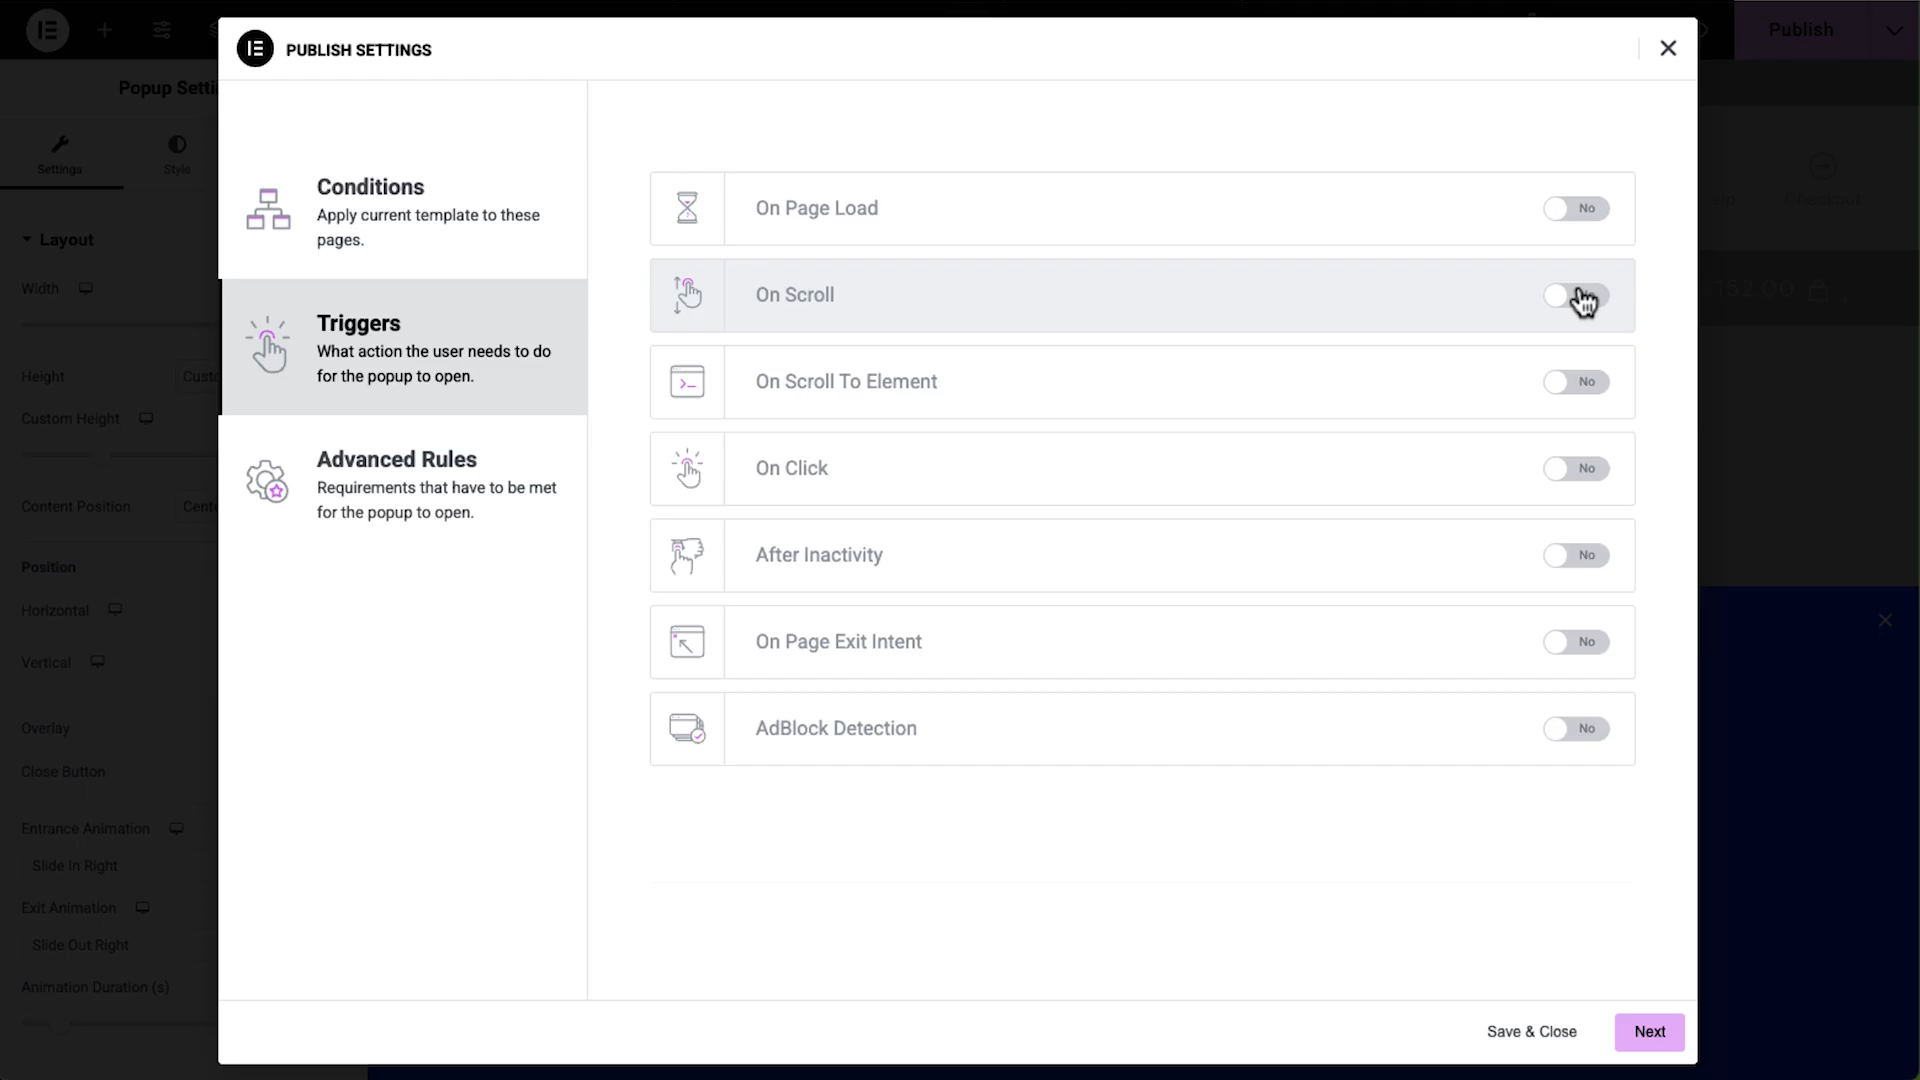 Publish
PUBLISH SETTINGS
Popup Setti
Settings
Style
Conditions
Apply current template to these
pages.
On Page Load
No
Layout
Width
On Scroll
Triggers
What action the user needs to do
for the popup to open.
Height
Custo
On Scroll To Element
No
Custom Height
Advanced Rules
Requirements that have to be met
for the popup to open.
On Click
No
Content Position
Cente
After Inactivity
No
Position
Horizontal
On Page Exit Intent
No
Vertical
Overlay
AdBlock Detection
No
Close Button
Entrance Animation
Slide In Right
Exit Animation
Slide Out Right
Animation Duration (s)
Save & Close
Next